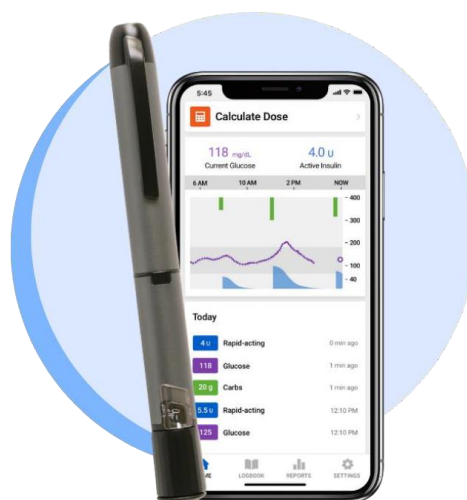 5:45
Calculate Dose
118 mg/dL 4.0 U
Current Glucose Active Insulin
6 AM 10 AM 2 PM NOW
400
300
200
100
40
Today
4 U Rapid-acting 0 min ago
118 Glucose 1 min ago
20 g Carbs 1 min ago
5.5 U Rapid-acting 12:10 PM
125 Glucose 12:10 PM
LOGBOOK REPORTS SETTINGS